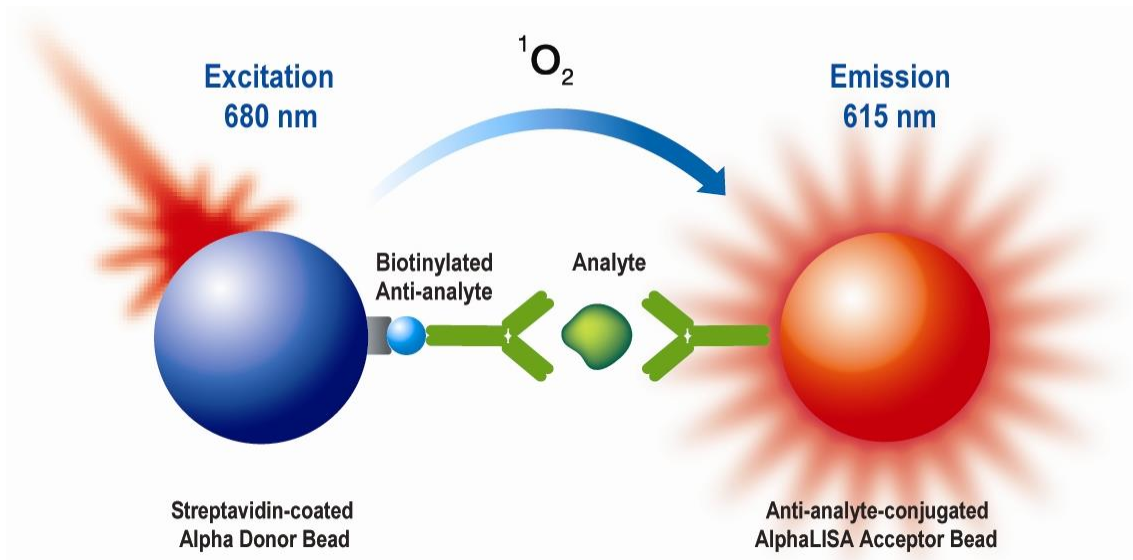 Excitation
680 nm
¹O₂
Emission
615 nm
Biotinylated
Anti-analyte
Analyte
Streptavidin-coated
Alpha Donor Bead
Anti-analyte-conjugated
AlphaLISA Acceptor Bead